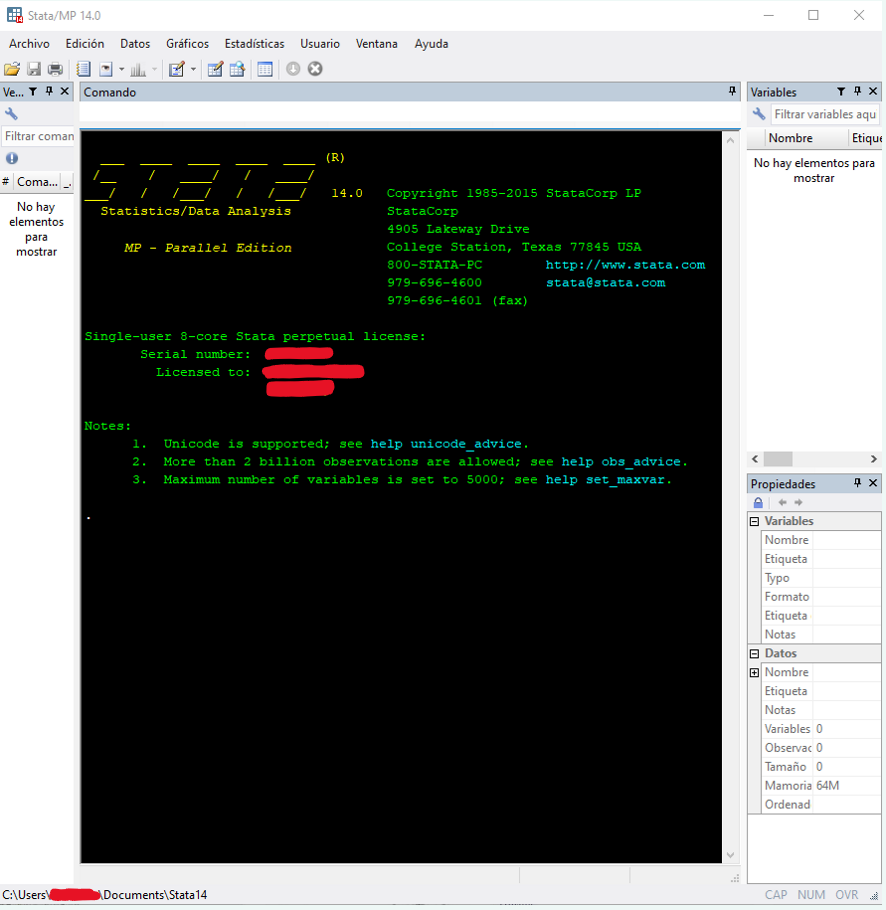 Stata/MP 14.0
Archivo Edición Datos Gráficos Estadísticas Usuario Ventana Ayuda
Ve...
Filtrar coman
# Coma... _.
No hay
elementos
para
mostrar
Comando
(R)
14.0 Copyright 1985-2015 StataCorp LP
Statistics/Data Analysis StataCorp
4905 Lakeway Drive
MP - Parallel Edition College Station, Texas 77845 USA
800-STATA-PC http://www.stata.com
979-696-4600 stata@stata.com
979-696-4601 (fax)
Single-user 8-core Stata perpetual license:
Serial number:
Licensed to:
Notes:
1. Unicode is supported; see help unicode_advice.
2. More than 2 billion observations are allowed; see help obs_advice.
3. Maximum number of variables is set to 5000; see help set_maxvar.
.
Variables
Filtrar variables aqu
Nombre Etique
No hay elementos para
mostrar
Propiedades
Variables
Nombre
Etiqueta
Typo
Formato
Etiqueta
Notas
Datos
Nombre
Etiqueta
Notas
Variables 0
Observac 0
Tamaño 0
Mamoria 64M
Ordenad
C:\Users\ \Documents\Stata14
CAP NUM OVR